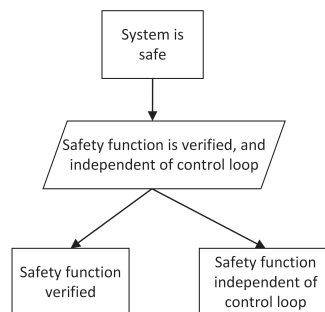 System is
safe
Safety function is verified, and
independent of control loop
Safety function
verified
Safety function
independent of
control loop